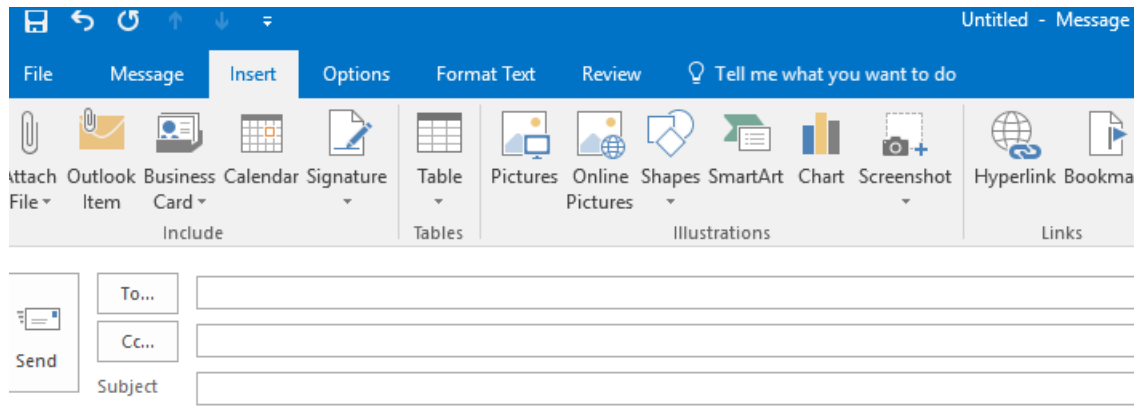 Untitled - Message
File Message Insert Options Format Text Review Tell me what you want to do
ttach Outlook Business Calendar Signature Table Pictures Online Shapes SmartArt Chart Screenshot Hyperlink Bookma
File Item Card Pictures
Include Tables Illustrations Links
To...
Cc...
Send
Subject